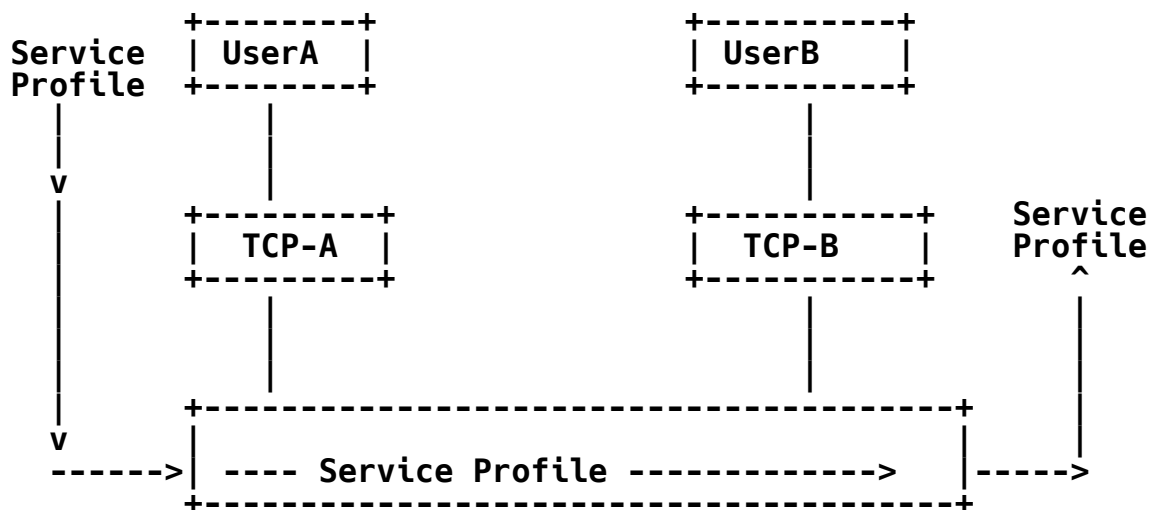 +--------+ +----------+
Service | UserA | | UserB |
Profile +--------+ +----------+
| | |
| | |
v | |
| +---------+ +-----------+ Service
| | TCP-A | | TCP-B | Profile
| +---------+ +-----------+ ^
| | | |
| | | |
| | | |
| +-----------------------------------+ |
v | | |
------>| ---- Service Profile -------------> |----->
+-----------------------------------+